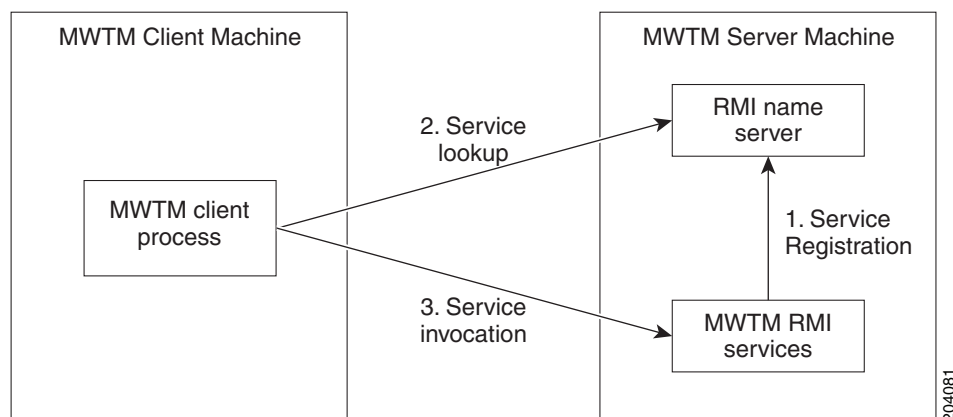 MWTM Client Machine
MWTM Server Machine
RMI name
server
2. Service
lookup
MWTM client
process
1. Service
Registration
3. Service
invocation
MWTM RMI
services
204081